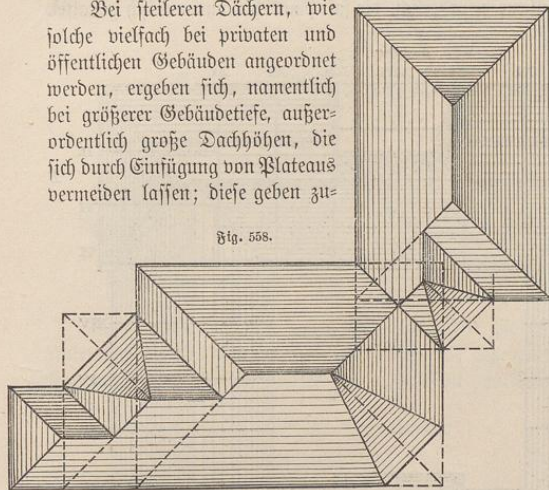 Bei steileren Dächern, wie
solche vielfach bei privaten und
öffentlichen Gebäuden angeordnet
werden, ergeben sich, namentlich
bei größerer Gebäudetiefe, außer⸗
ordentlich große Dachhöhen, die
sich durch Einfügung von Plateaus
vermeiden lassen; diese geben zu⸗
Fig. 558.